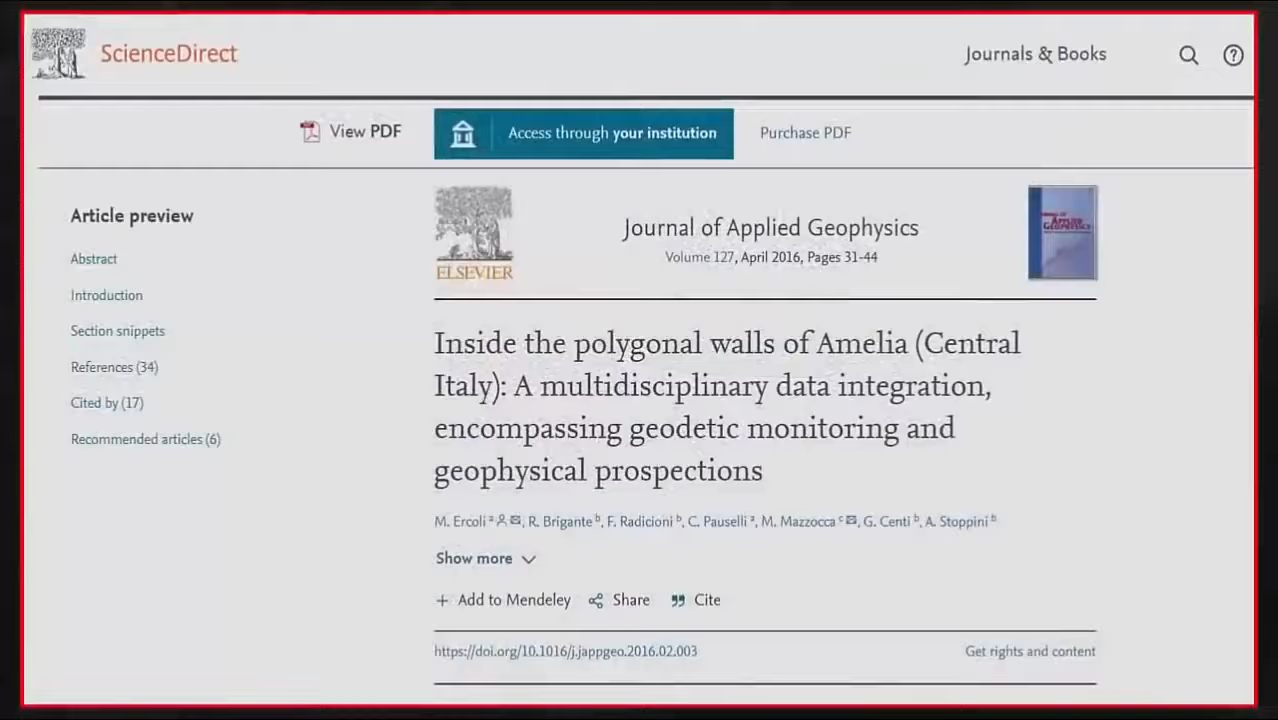 ScienceDirect
Journals & Books
View PDF
Access through your institution
Purchase PDF
Article preview
Abstract
Introduction
Section snippets
References (34)
Cited by (17)
Recommended articles (6)
ELSEVIER
Journal of Applied Geophysics
Volume 127, April 2016, Pages 31-44
JOURNAL OF
APPLIED
GEOPHYSICS
Inside the polygonal walls of Amelia (Central
Italy): A multidisciplinary data integration,
encompassing geodetic monitoring and
geophysical prospections
M. Ercoli a, R. Brigante b, F. Radicioni b, C. Pauselli a, M. Mazzocca c, G. Centi b, A. Stoppini b
Show more
+ Add to Mendeley
Share
Cite
https://doi.org/10.1016/j.jappgeo.2016.02.003
Get rights and content